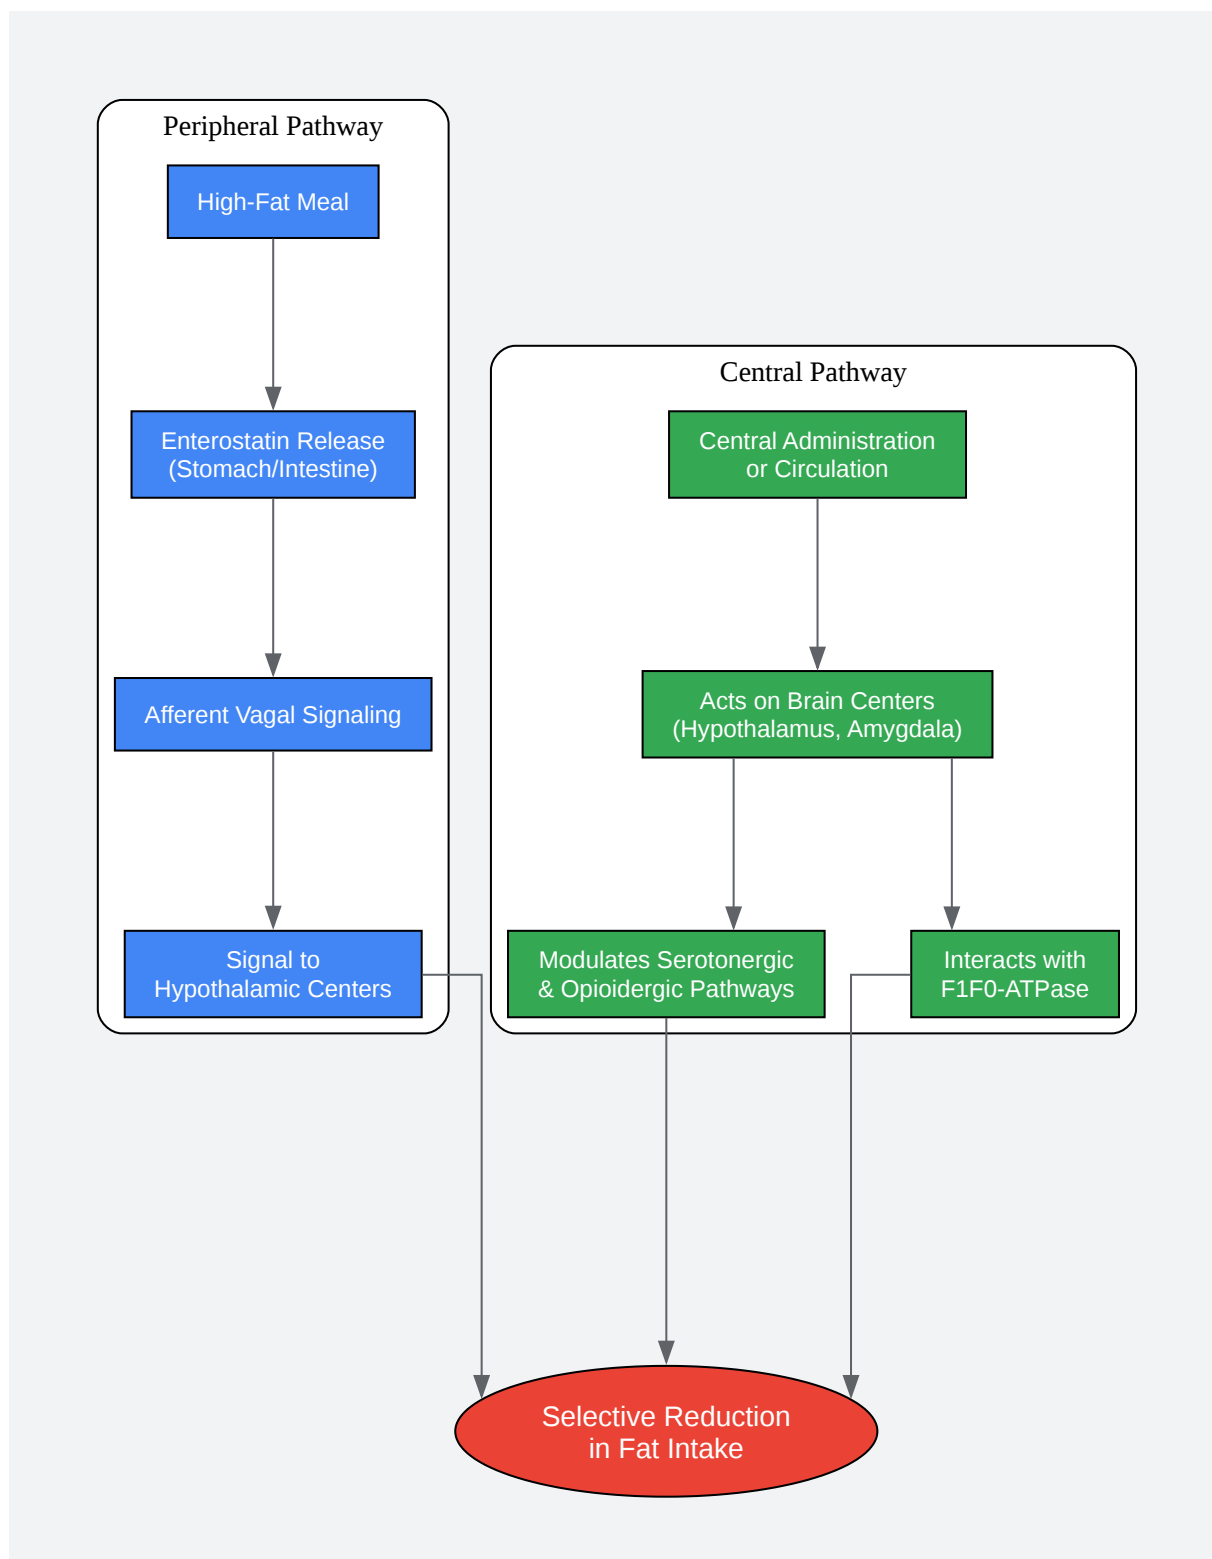 Peripheral Pathway
High-Fat Meal
Enterostatin Release
(Stomach/Intestine)
Afferent Vagal Signaling
Signal to
Hypothalamic Centers
Central Pathway
Central Administration
or Circulation
Acts on Brain Centers
(Hypothalamus, Amygdala)
Modulates Serotonergic
& Opioidergic Pathways
Interacts with
F1F0-ATPase
Selective Reduction
in Fat Intake